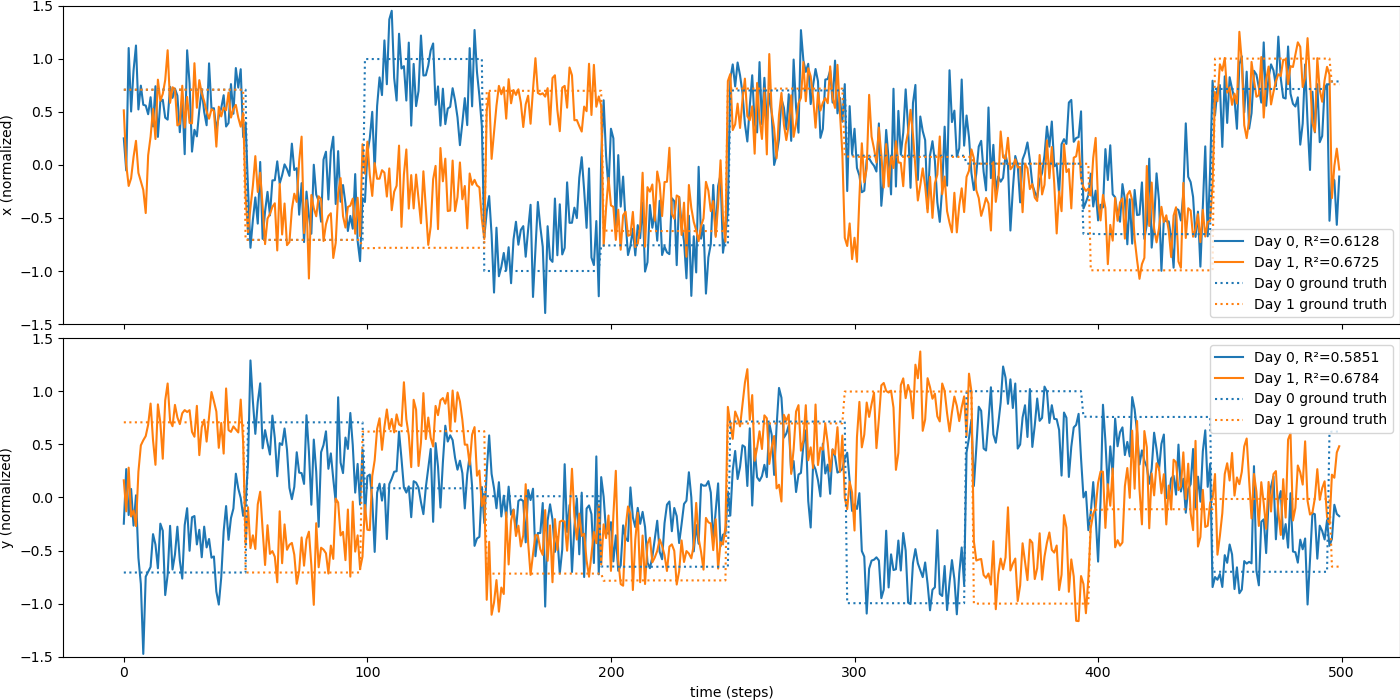 1.5
1.0
0.5
0.0
−0.5
−1.0
−1.5
x (normalized)
Day 0, R²=0.6128
Day 1, R²=0.6725
Day 0 ground truth
Day 1 ground truth
1.5
1.0
0.5
0.0
−0.5
−1.0
−1.5
y (normalized)
Day 0, R²=0.5851
Day 1, R²=0.6784
Day 0 ground truth
Day 1 ground truth
0 100 200 300 400 500
time (steps)